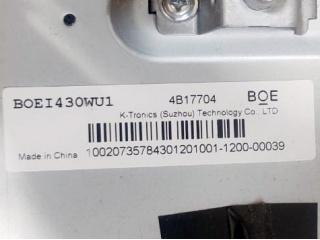 BOEI430WU1 4B17704 BOE
K-Tronics (Suzhou) Technology Co., LTD
Made in China 10020735784301201001-1200-00039